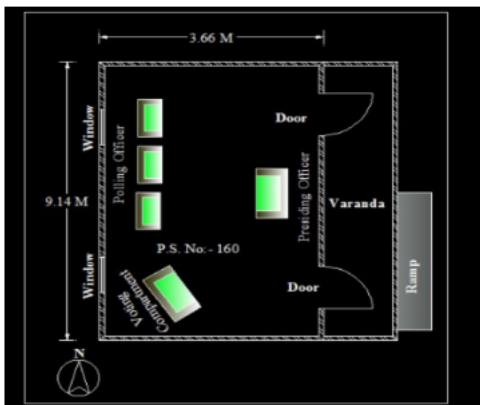 3.66 M
Window
Door
Polling Officer
9.14 M
Presiding Officer
Varanda
P.S. No:- 160
Window
Voting
Compartment
Door
Ramp
N